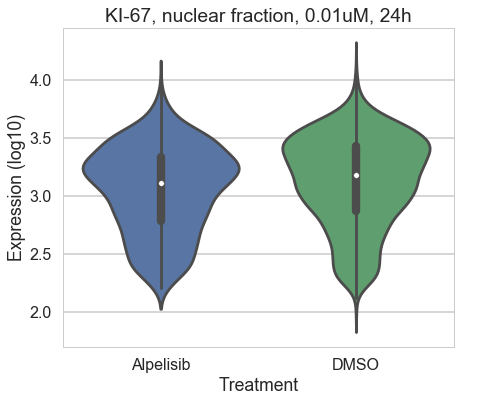 KI-67, nuclear fraction, 0.01uM, 24h
Expression (log10)
4.0
3.5
3.0
2.5
2.0
Alpelisib
DMSO
Treatment